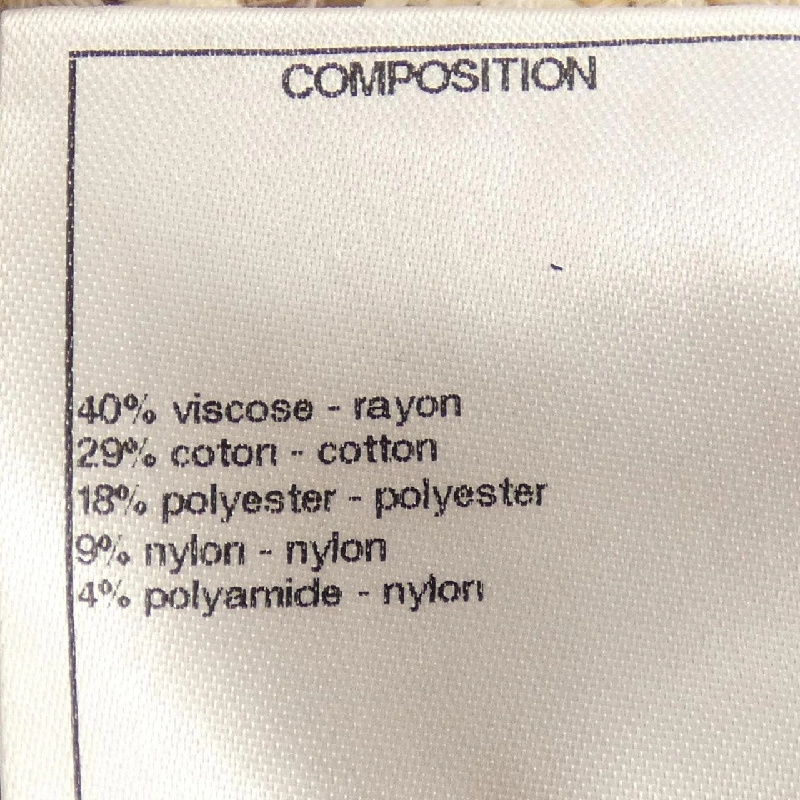 COMPOSITION
40% viscose - rayon
29% coton - cotton
18% polyester - polyester
9% nylon - nylon
4% polyamide - nylon